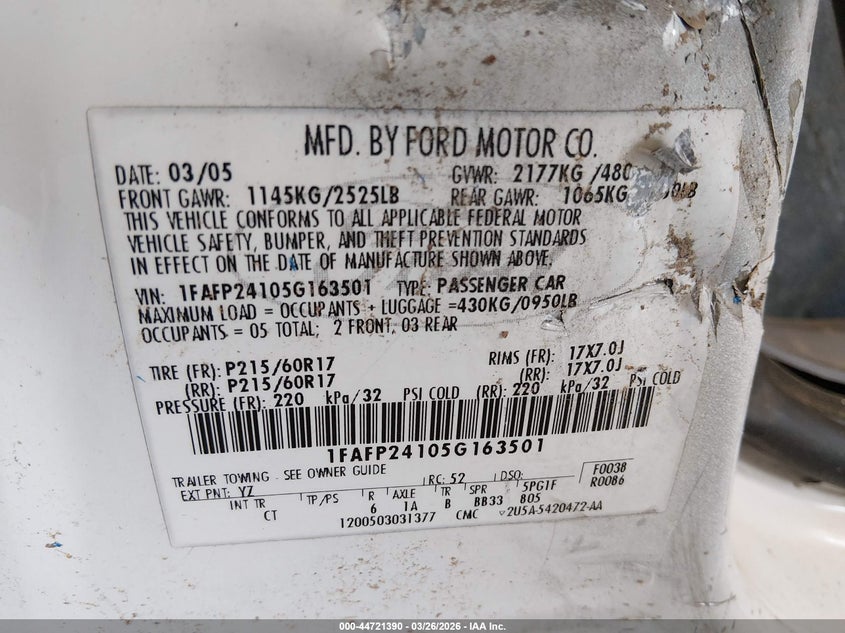 MFD. BY FORD MOTOR CO.
DATE: 03/05 GVWR: 2177KG /480
FRONT GAWR: 1145KG/2525LB REAR GAWR: 1065KG 0LB
THIS VEHICLE CONFORMS TO ALL APPLICABLE FEDERAL MOTOR
VEHICLE SAFETY, BUMPER, AND THEFT PREVENTION STANDARDS
IN EFFECT ON THE DATE OF MANUFACTURE SHOWN ABOVE.
VIN: 1FAFP24105G163501 TYPE: PASSENGER CAR
MAXIMUM LOAD = OCCUPANTS + LUGGAGE =430KG/0950LB
OCCUPANTS = 05 TOTAL; 2 FRONT, 03 REAR
TIRE (FR): P215/60R17 RIMS (FR): 17X7.0J
(RR): P215/60R17 (RR): 17X7.0J
PRESSURE (FR): 220 kPa/32 PSI COLD (RR): 220 kPa/32 PSI COLD
1FAFP24105G163501
TRAILER TOWING - SEE OWNER GUIDE RC: 52 DSO: F0038
EXT PNT: YZ R0086
INT TR TP/PS R AXLE TR SPR 5PG1F
CT 6 1A B BB33 B05
1200503031377 CMC 2U5A-5420472-AA
000-44721390 - 03/26/2026 - IAA Inc.